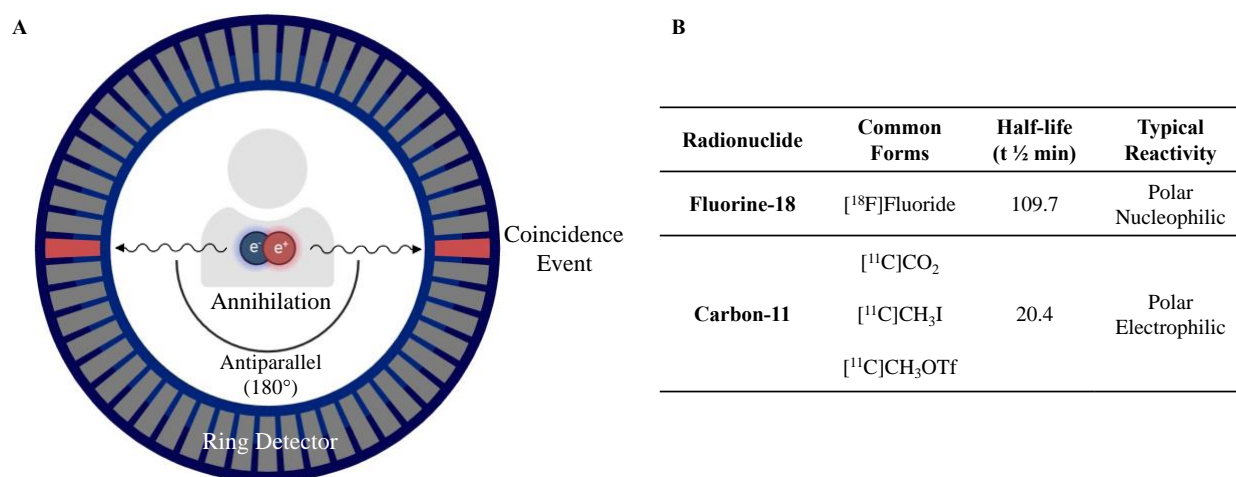 A
e⁻ e⁺
Annihilation
Antiparallel
(180°)
Ring Detector
Coincidence
Event
B
Radionuclide Common Forms Half-life (t ½ min) Typical Reactivity
Fluorine-18 [¹⁸F]Fluoride 109.7 Polar Nucleophilic
Carbon-11 [¹¹C]CO₂ [¹¹C]CH₃I [¹¹C]CH₃OTf 20.4 Polar Electrophilic